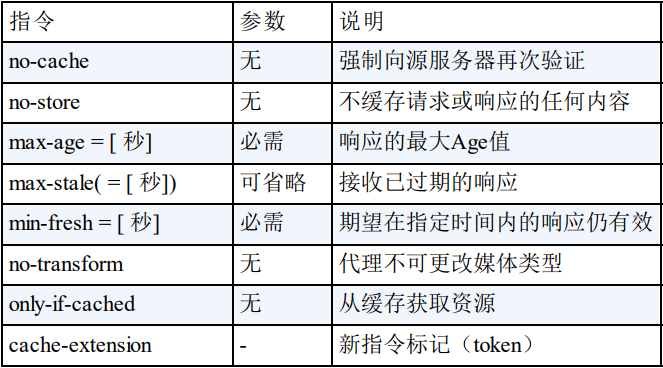 指令 参数 说明
no-cache 无 强制向源服务器再次验证
no-store 无 不缓存请求或响应的任何内容
max-age = [ 秒] 必需 响应的最大Age值
max-stale( = [ 秒]) 可省略 接收已过期的响应
min-fresh = [ 秒] 必需 期望在指定时间内的响应仍有效
no-transform 无 代理不可更改媒体类型
only-if-cached 无 从缓存获取资源
cache-extension - 新指令标记（token）